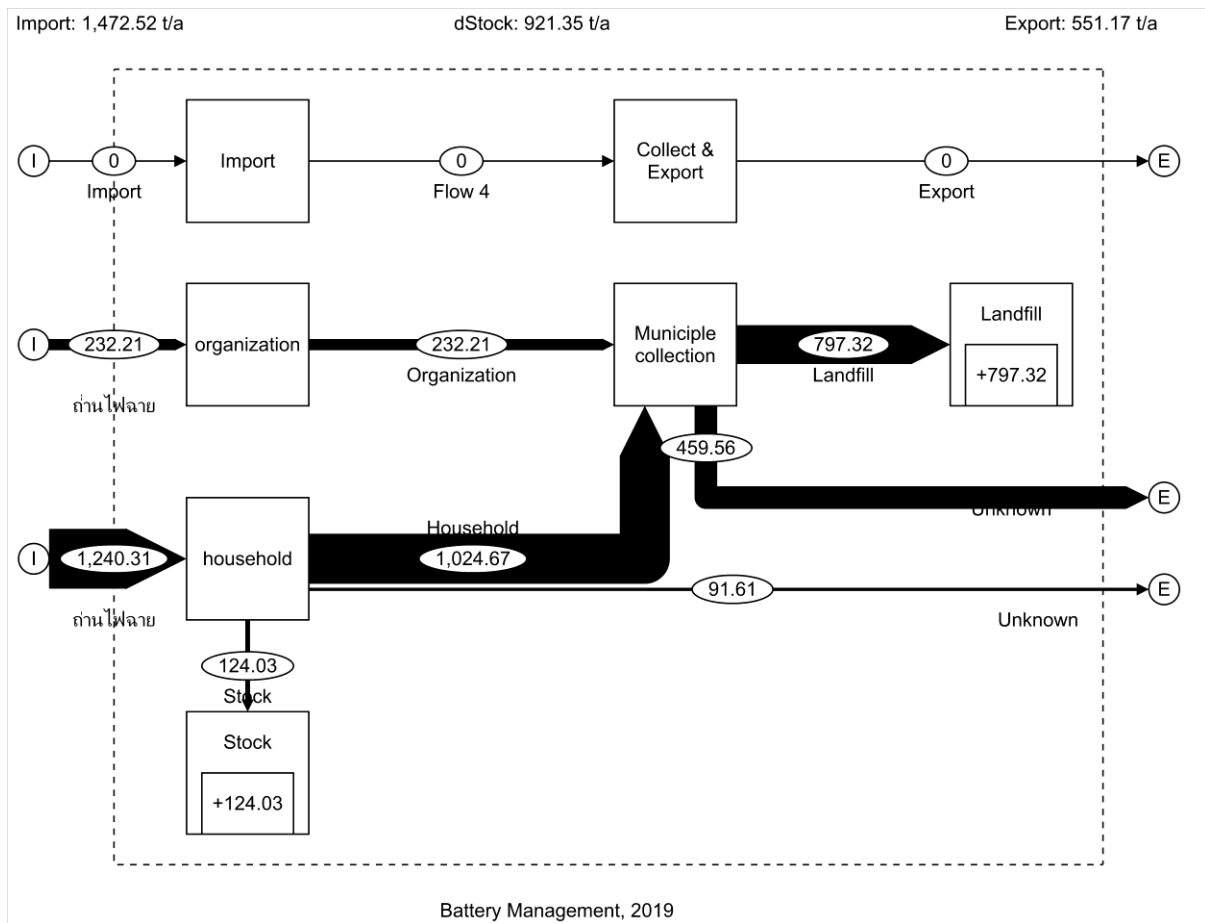 Import: 1,472.52 t/a
dStock: 921.35 t/a
Export: 551.17 t/a
I
0
Import
Import
0
Flow 4
Collect &
Export
0
Export
E
I
232.21
ถ่านไฟฉาย
organization
232.21
Organization
Municiple
collection
797.32
Landfill
Landfill
+797.32
459.56
Unknown
E
I
1,240.31
ถ่านไฟฉาย
household
Household
1,024.67
91.61
Unknown
E
124.03
Stock
Stock
+124.03
Battery Management, 2019